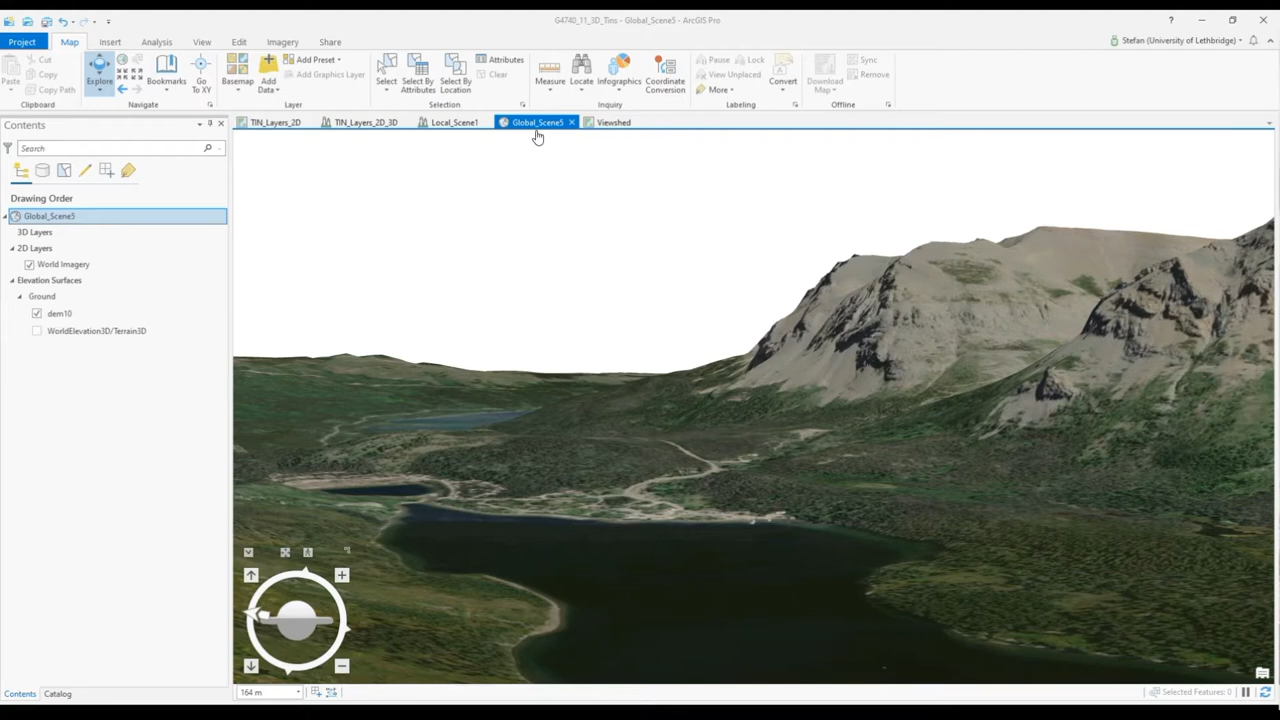 G4740_11_3D_Tins - Global_Scene5 - ArcGIS Pro
Project Map Insert Analysis View Edit Imagery Share
Stefan (University of Lethbridge)
Paste
Cut
Copy
Copy Path
Clipboard
Explore
Bookmarks
Go To XY
Navigate
Basemap
Add Data
Add Preset
Add Graphics Layer
Layer
Select
Select By Attributes
Select By Location
Attributes
Clear
Selection
Measure
Locate
Infographics
Coordinate Conversion
Inquiry
Pause
Lock
View Unplaced
More
Convert
Labeling
Download Map
Sync
Remove
Offline
Contents
Search
Drawing Order
Global_Scene5
3D Layers
2D Layers
World Imagery
Elevation Surfaces
Ground
dem10
WorldElevation3D/Terrain3D
TIN_Layers_2D TIN_Layers_2D_3D Local_Scene1 Global_Scene5 Viewshed
164 m
Selected Features: 0
Contents Catalog